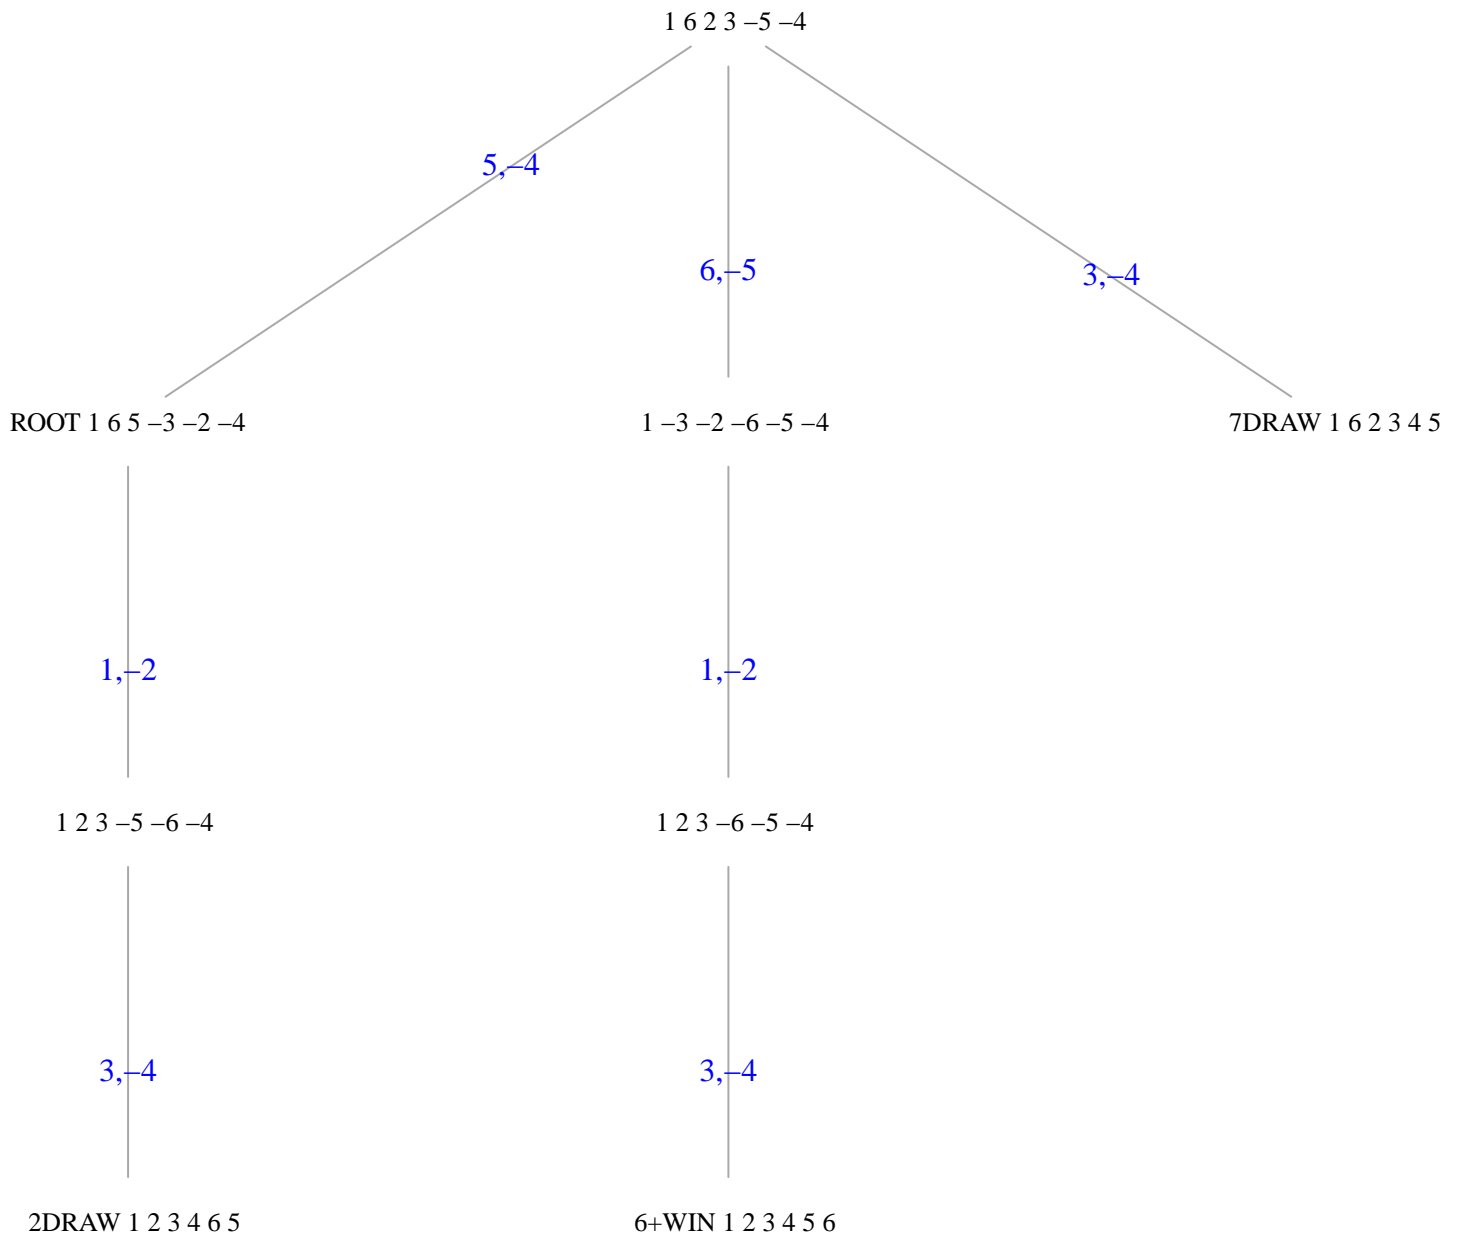 1 6 2 3 –5 –4
5,–4
6,–5
3,–4
ROOT 1 6 5 –3 –2 –4
1 –3 –2 –6 –5 –4
7DRAW 1 6 2 3 4 5
1,–2
1,–2
1 2 3 –5 –6 –4
1 2 3 –6 –5 –4
3,–4
3,–4
2DRAW 1 2 3 4 6 5
6+WIN 1 2 3 4 5 6